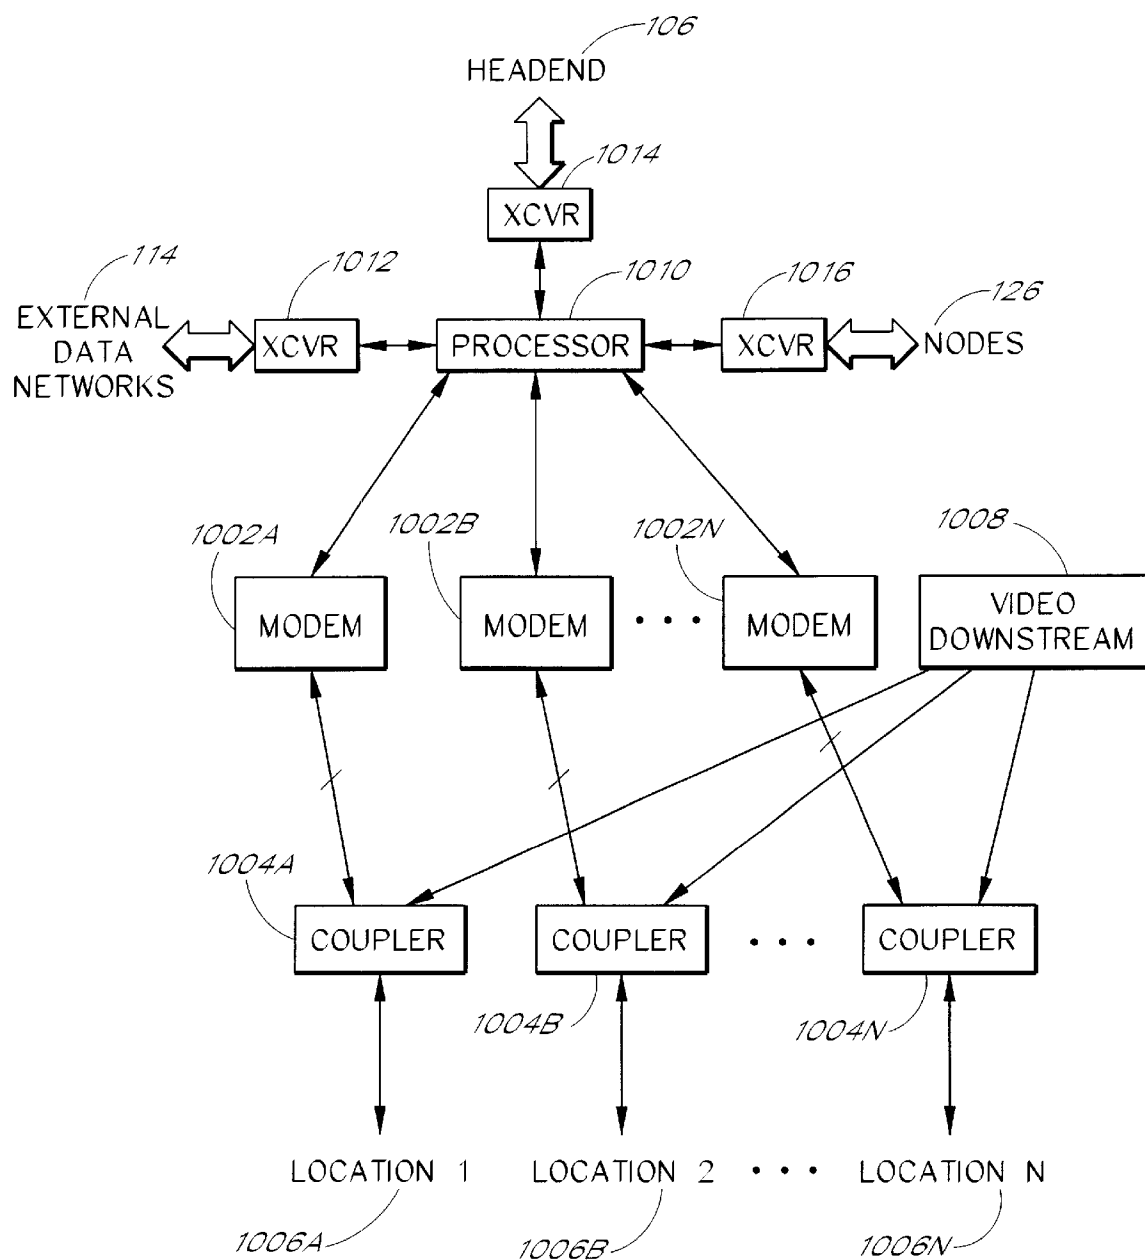 106
HEADEND
1014
XCVR
114
1012
1010
1016
126
EXTERNAL
DATA
NETWORKS
XCVR
PROCESSOR
XCVR
NODES
1002A
1002B
1002N
1008
MODEM
MODEM
MODEM
VIDEO
DOWNSTREAM
1004A
COUPLER
COUPLER
COUPLER
1004B
1004N
LOCATION 1
LOCATION 2
LOCATION N
1006A
1006B
1006N